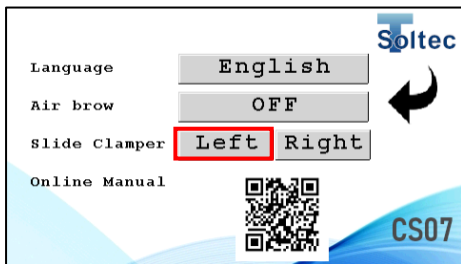 Soltec
Language English
Air brow OFF
Slide Clamper Left Right
Online Manual
CS07